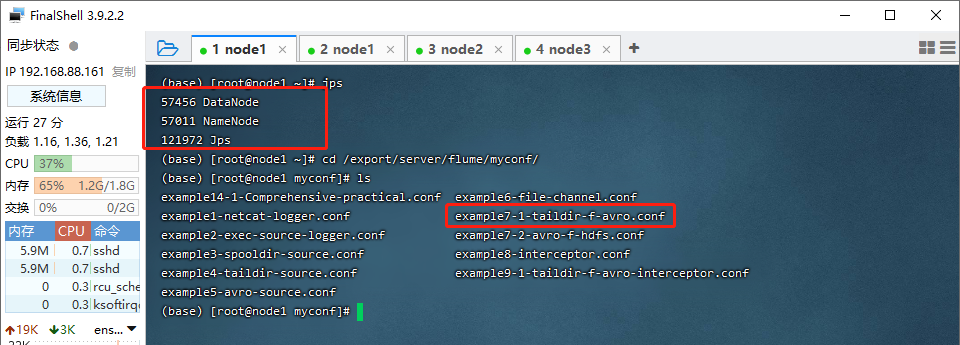 FinalShell 3.9.2.2
同步状态
1 node1
2 node1
3 node2
4 node3
IP 192.168.88.161 复制
系统信息
运行 27 分
负载 1.16, 1.36, 1.21
CPU 37%
内存 65% 1.2G/1.8G
交换 0% 0/2G
内存 CPU 命令
5.9M 0.7 sshd
5.9M 0.7 sshd
0 0.3 rcu_sche
0 0.3 ksoftirq
19K 3K ens...
(base) [root@node1 ~]# jps
57456 DataNode
57011 NameNode
121972 Jps
(base) [root@node1 ~]# cd /export/server/flume/myconf/
(base) [root@node1 myconf]# ls
example14-1-Comprehensive-practical.conf example6-file-channel.conf
example1-netcat-logger.conf example7-1-taildir-f-avro.conf
example2-exec-source-logger.conf example7-2-avro-f-hdfs.conf
example3-spooldir-source.conf example8-interceptor.conf
example4-taildir-source.conf example9-1-taildir-f-avro-interceptor.conf
example5-avro-source.conf
(base) [root@node1 myconf]#